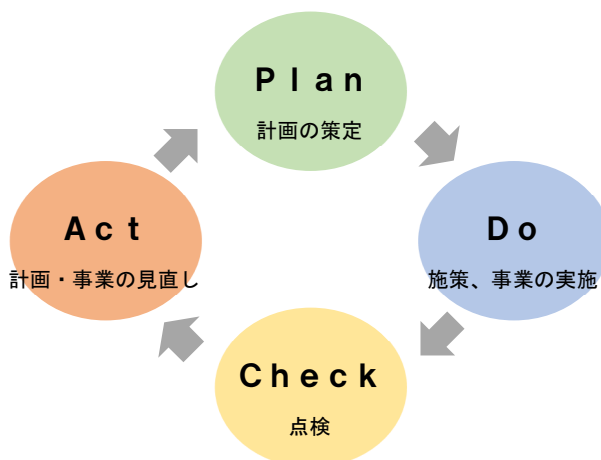 Ｐｌａｎ
計画の策定
Ａｃｔ
計画・事業の見直し
Ｄｏ
施策、事業の実施
Ｃｈｅｃｋ
点検